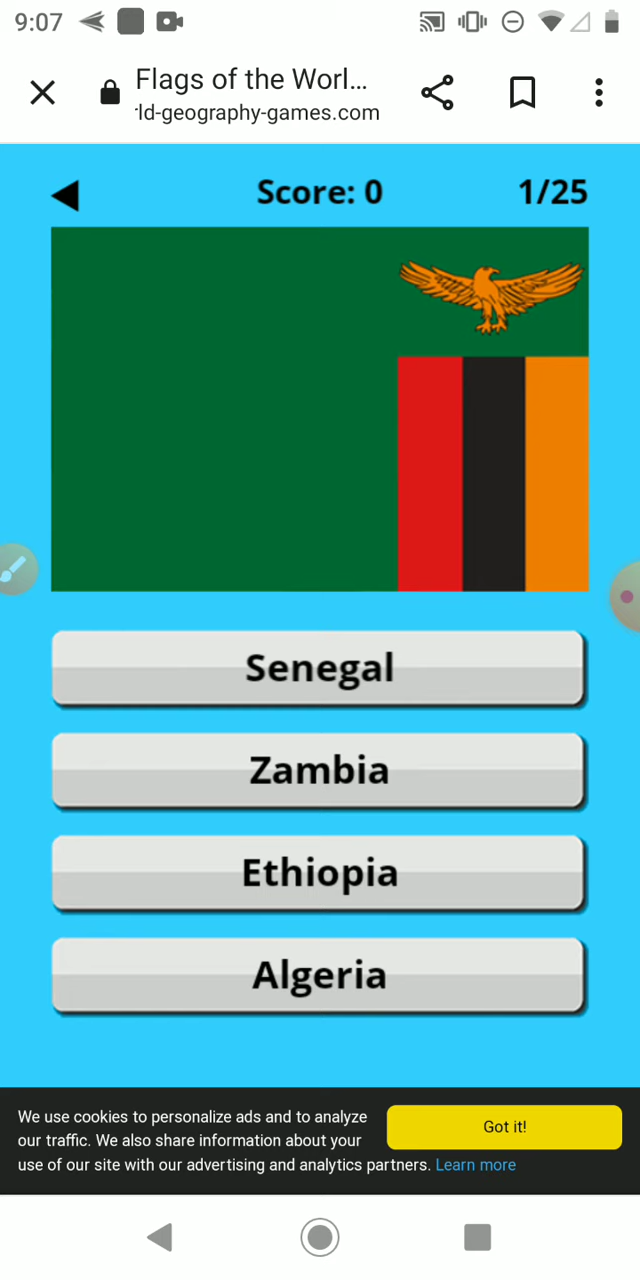 9:07
Flags of the Worl...
rld-geography-games.com
Score: 0
1/25
Senegal
Zambia
Ethiopia
Algeria
We use cookies to personalize ads and to analyze
our traffic. We also share information about your
use of our site with our advertising and analytics partners. Learn more
Got it!